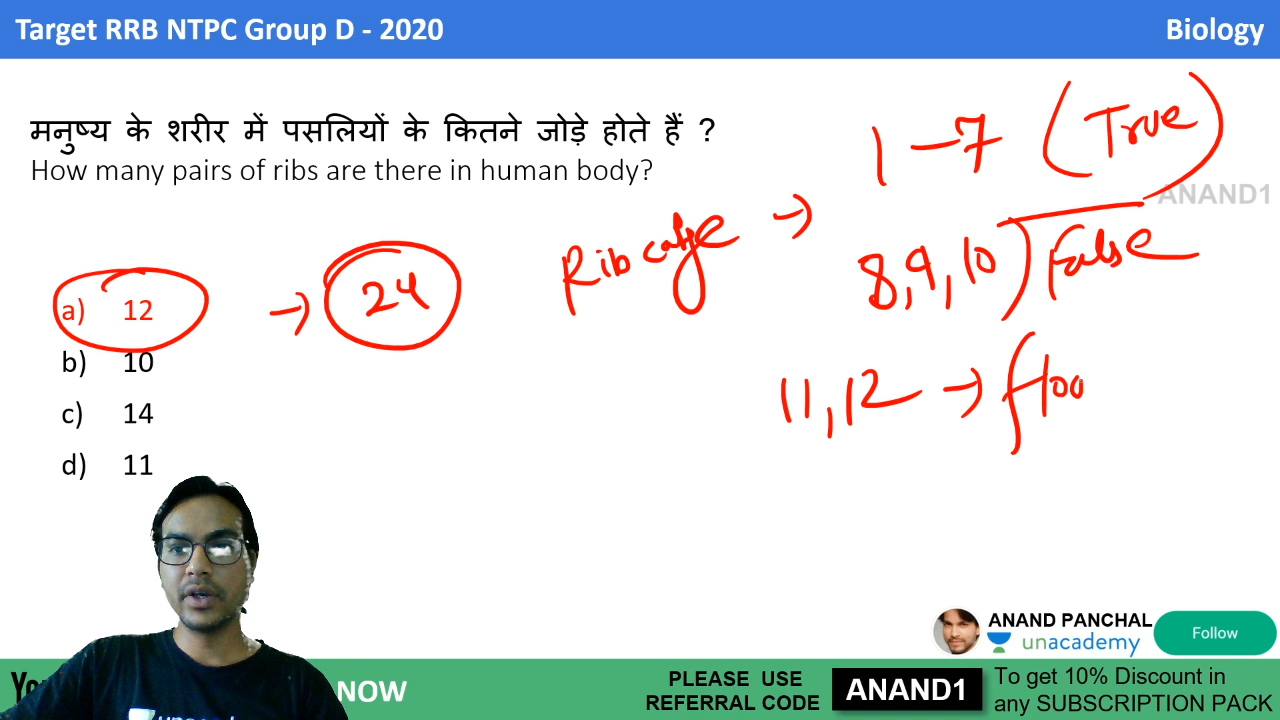 Target RRB NTPC Group D - 2020
Biology
मनुष्य के शरीर में पसलियों के कितने जोड़े होते हैं ?
How many pairs of ribs are there in human body?
1 – 7 (True)
ANAND1
Rib cage →
8, 9, 10) False
a) 12 → 24
b) 10
11, 12 → floo
c) 14
d) 11
ANAND PANCHAL
unacademy
Follow
NOW
PLEASE USE
REFERRAL CODE
ANAND1
To get 10% Discount in
any SUBSCRIPTION PACK